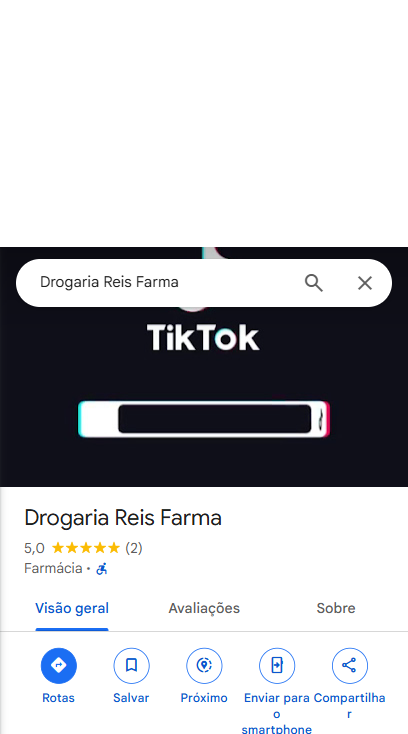 Drogaria Reis Farma
TikTok
Drogaria Reis Farma
5,0 (2)
Farmácia ·
Visão geral Avaliações Sobre
Rotas Salvar Próximo Enviar para o smartphone Compartilhar